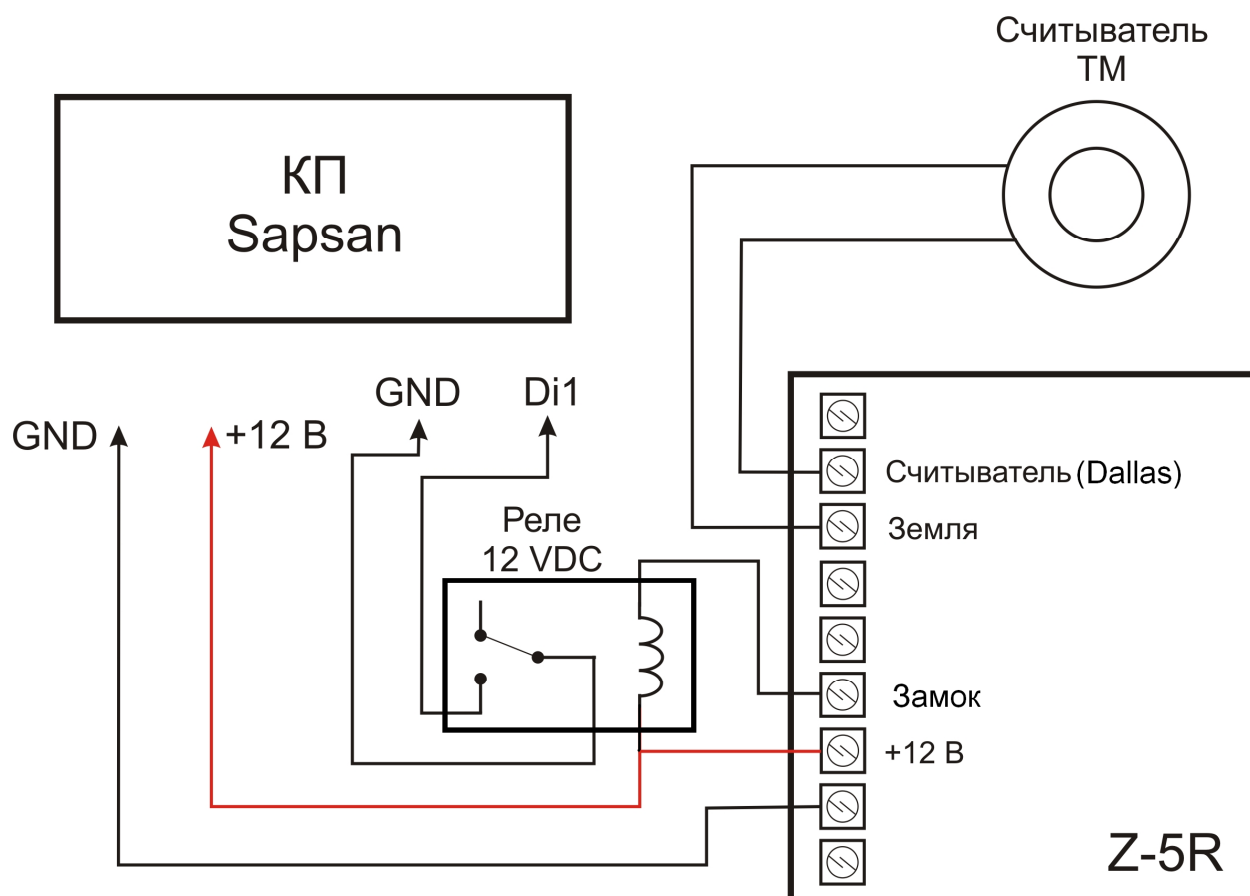 Считыватель
ТМ
КП
Sapsan
GND
Di1
GND
+12 В
Считыватель (Dallas)
Реле
12 VDC
Земля
Замок
+12 В
Z-5R